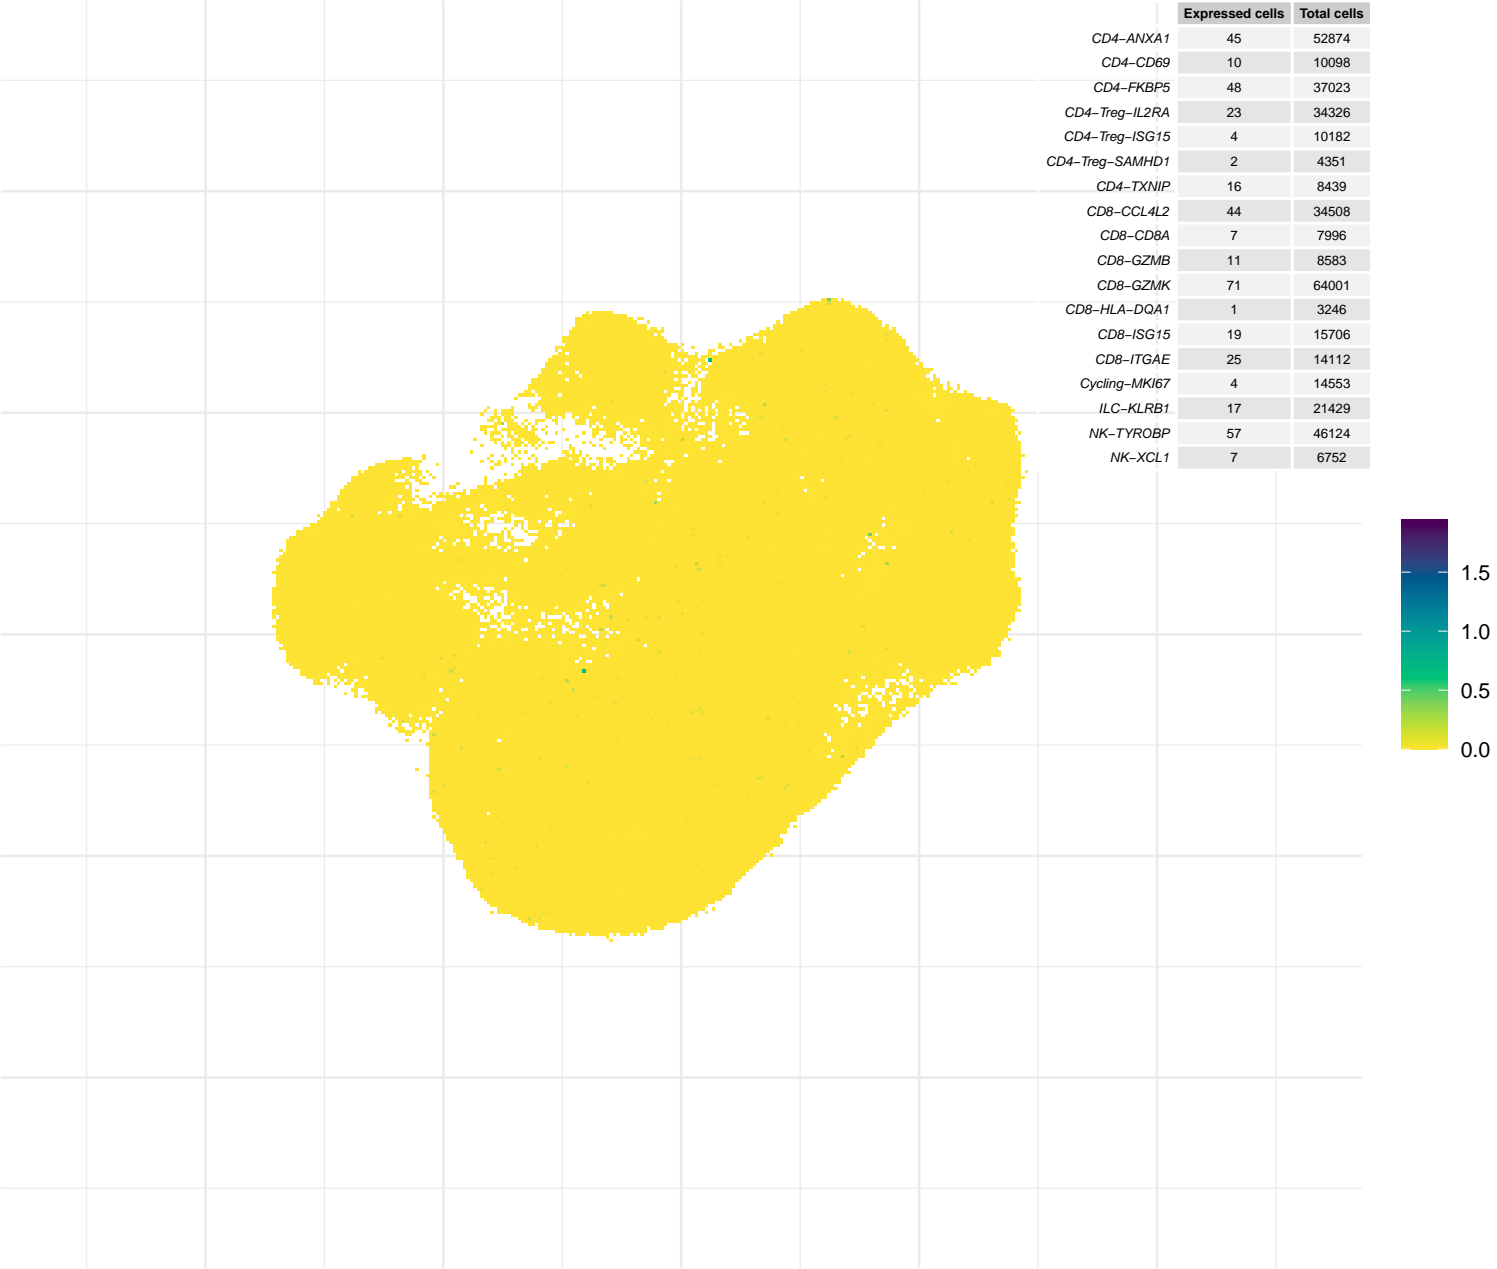 Expressed cells Total cells
CD4−ANXA1 45 52874
CD4−CD69 10 10098
CD4−FKBP5 48 37023
CD4−Treg−IL2RA 23 34326
CD4−Treg−ISG15 4 10182
CD4−Treg−SAMHD1 2 4351
CD4−TXNIP 16 8439
CD8−CCL4L2 44 34508
CD8−CD8A 7 7996
CD8−GZMB 11 8583
CD8−GZMK 71 64001
CD8−HLA−DQA1 1 3246
CD8−ISG15 19 15706
CD8−ITGAE 25 14112
Cycling−MKI67 4 14553
ILC−KLRB1 17 21429
NK−TYROBP 57 46124
NK−XCL1 7 6752
1.5
1.0
0.5
0.0